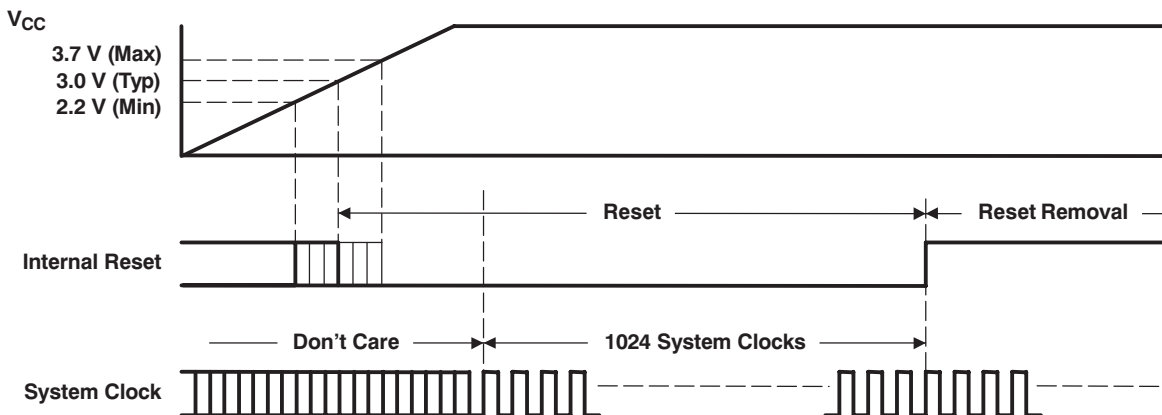 VCC
3.7 V (Max)
3.0 V (Typ)
2.2 V (Min)
Reset
Reset Removal
Internal Reset
Don't Care
1024 System Clocks
System Clock